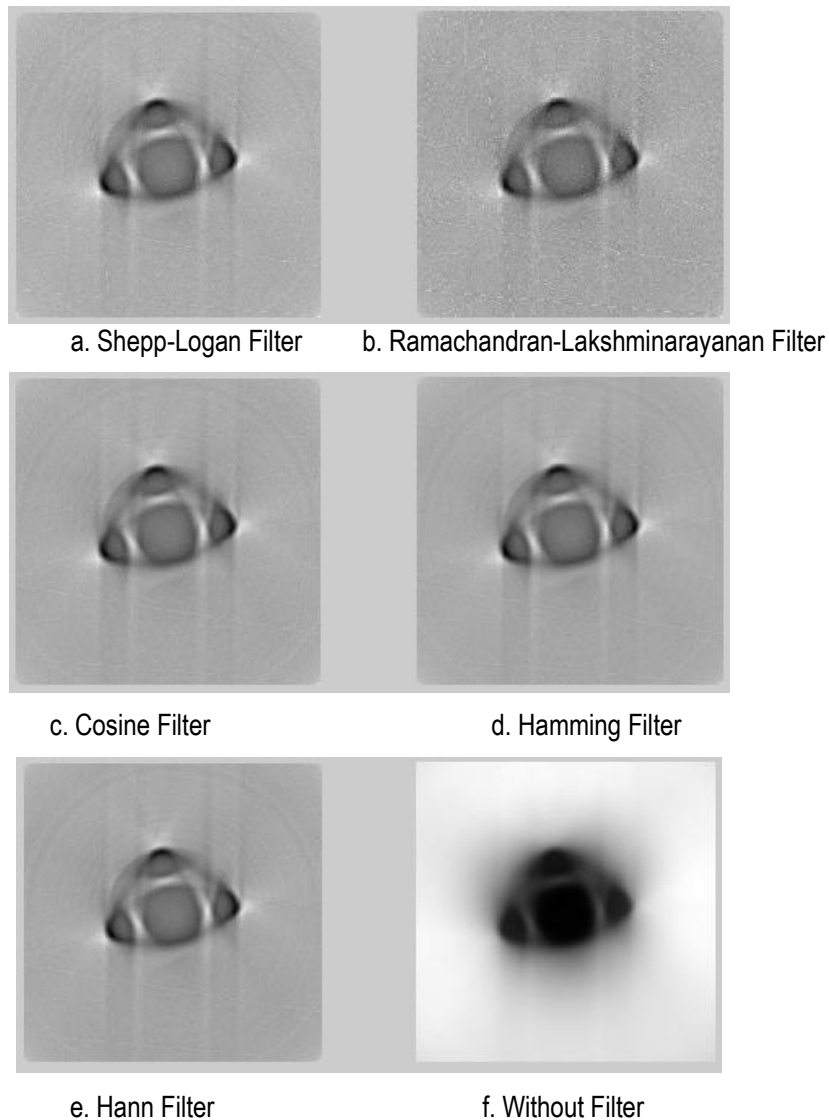 a. Shepp-Logan Filter
b. Ramachandran-Lakshminarayanan Filter
c. Cosine Filter
d. Hamming Filter
e. Hann Filter
f. Without Filter